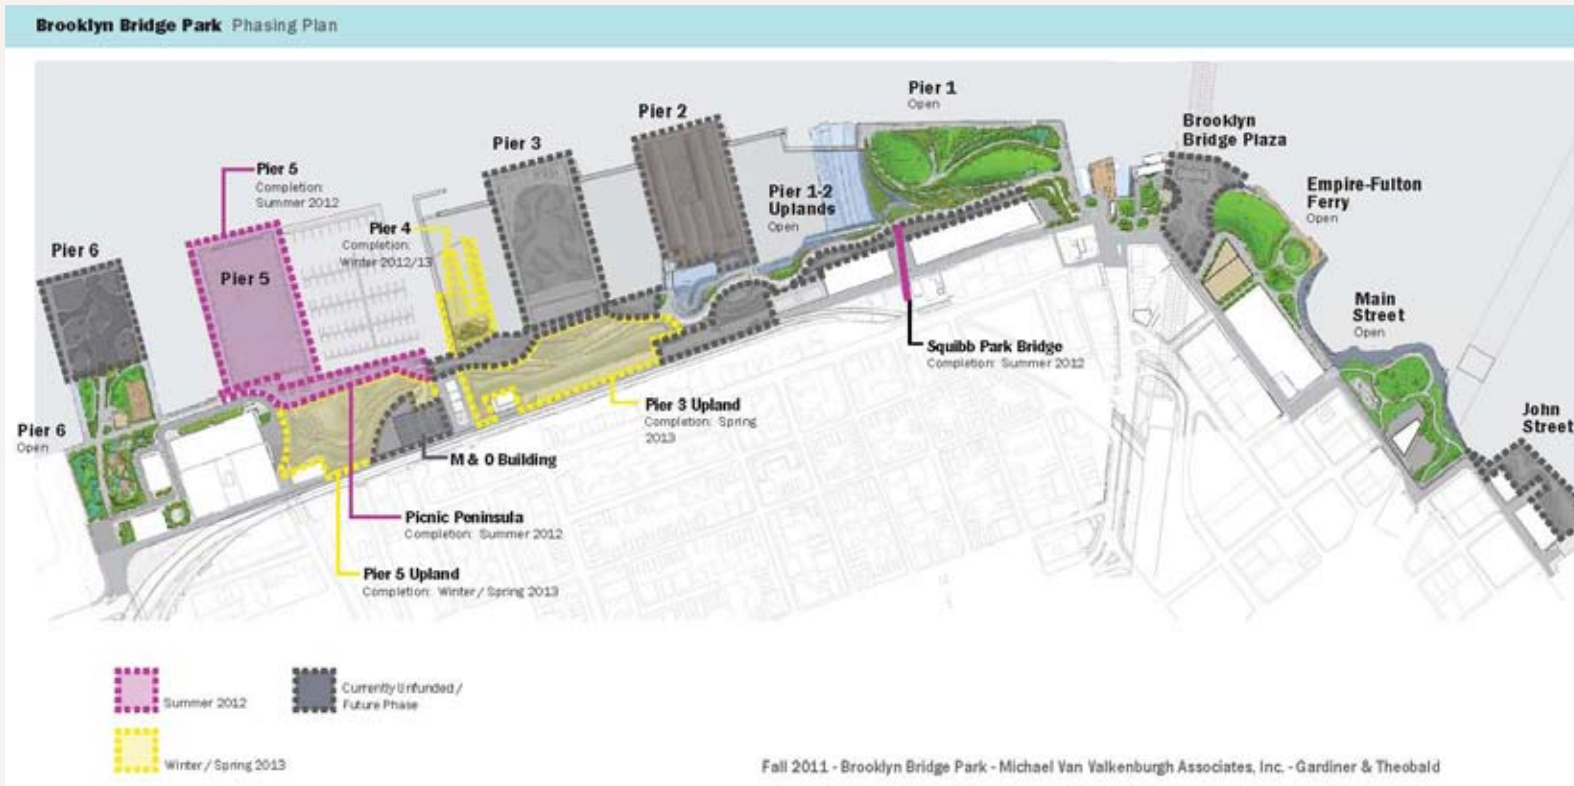 Brooklyn Bridge Park Phasing Plan
Pier 1
Open
Pier 2
Pier 3
Brooklyn
Bridge Plaza
Pier 5
Completion:
Summer 2012
Pier 1-2
Uplands
Open
Empire-Fulton
Ferry
Open
Pier 4
Completion:
Winter 2012/13
Pier 6
Pier 5
Main
Street
Open
Squibb Park Bridge
Completion: Summer 2012
Pier 3 Upland
Completion: Spring
2013
John
Street
Pier 6
Open
M & O Building
Picnic Peninsula
Completion: Summer 2012
Pier 5 Upland
Completion: Winter / Spring 2013
Summer 2012
Currently Unfunded /
Future Phase
Winter / Spring 2013
Fall 2011 - Brooklyn Bridge Park - Michael Van Valkenburgh Associates, Inc. - Gardiner & Theobald